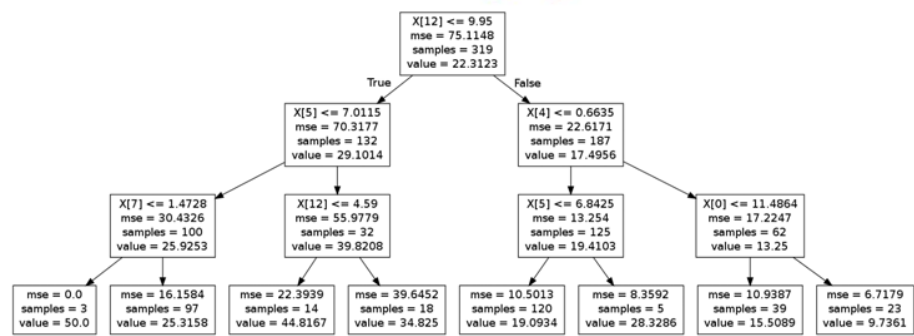 X[12] <= 9.95
mse = 75.1148
samples = 319
value = 22.3123
True
False
X[5] <= 7.0115
mse = 70.3177
samples = 132
value = 29.1014
X[4] <= 0.6635
mse = 22.6171
samples = 187
value = 17.4956
X[7] <= 1.4728
mse = 30.4326
samples = 100
value = 25.9253
X[12] <= 4.59
mse = 55.9779
samples = 32
value = 39.8208
X[5] <= 6.8425
mse = 13.254
samples = 125
value = 19.4103
X[0] <= 11.4864
mse = 17.2247
samples = 62
value = 13.25
mse = 0.0
samples = 3
value = 50.0
mse = 16.1584
samples = 97
value = 25.3158
mse = 22.3939
samples = 14
value = 44.8167
mse = 39.6452
samples = 18
value = 34.825
mse = 10.5013
samples = 120
value = 19.0934
mse = 8.3592
samples = 5
value = 28.3286
mse = 10.9387
samples = 39
value = 15.5089
mse = 6.7179
samples = 23
value = 9.7361